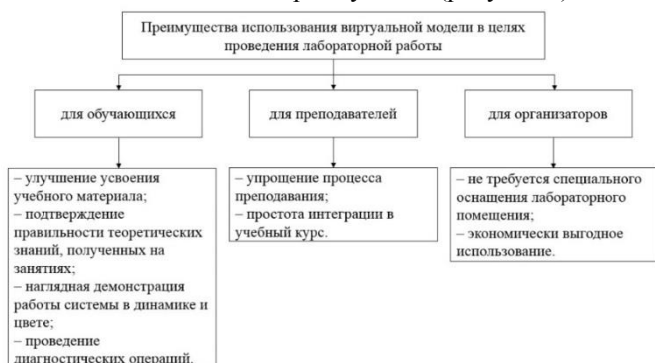 Преимущества использования виртуальной модели в целях
проведения лабораторной работы
для обучающихся
для преподавателей
для организаторов
– улучшение усвоения
учебного материала;
– подтверждение
правильности теоретических
знаний, полученных на
занятиях;
– наглядная демонстрация
работы системы в динамике и
цвете;
– проведение
диагностических операций.
– упрощение процесса
преподавания;
– простота интеграции в
учебный курс.
– не требуется специального
оснащения лабораторного
помещения;
– экономически выгодное
использование.